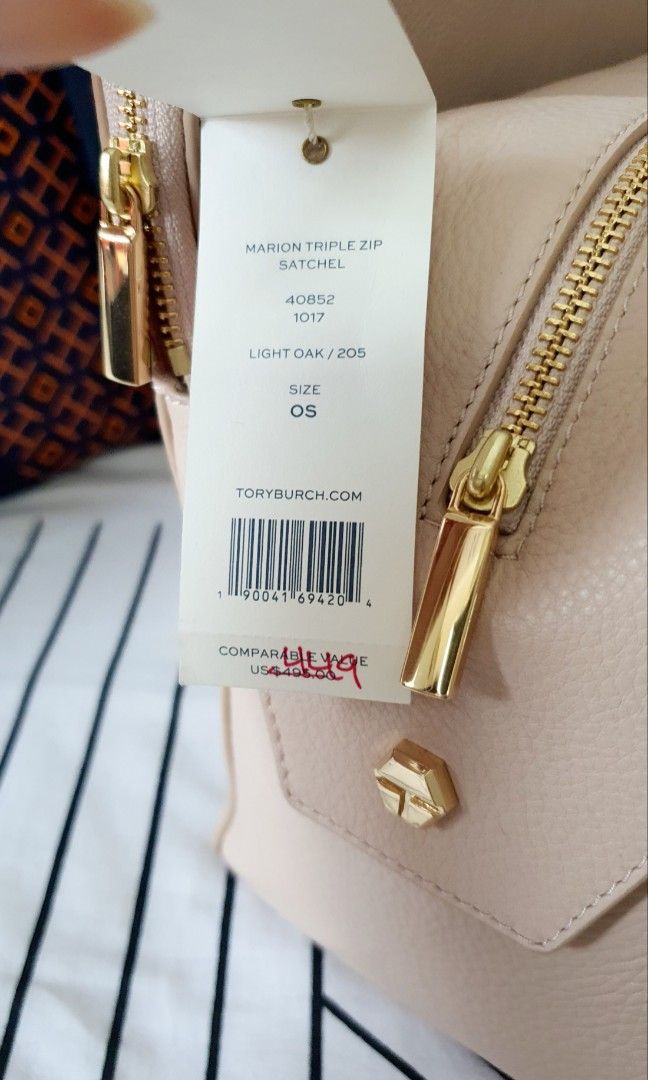 MARION TRIPLE ZIP
SATCHEL
40852
1017
LIGHT OAK / 205
SIZE
OS
TORYBURCH.COM
1 90041 69420 4
COMPARABLE VALUE
US$495.00
449